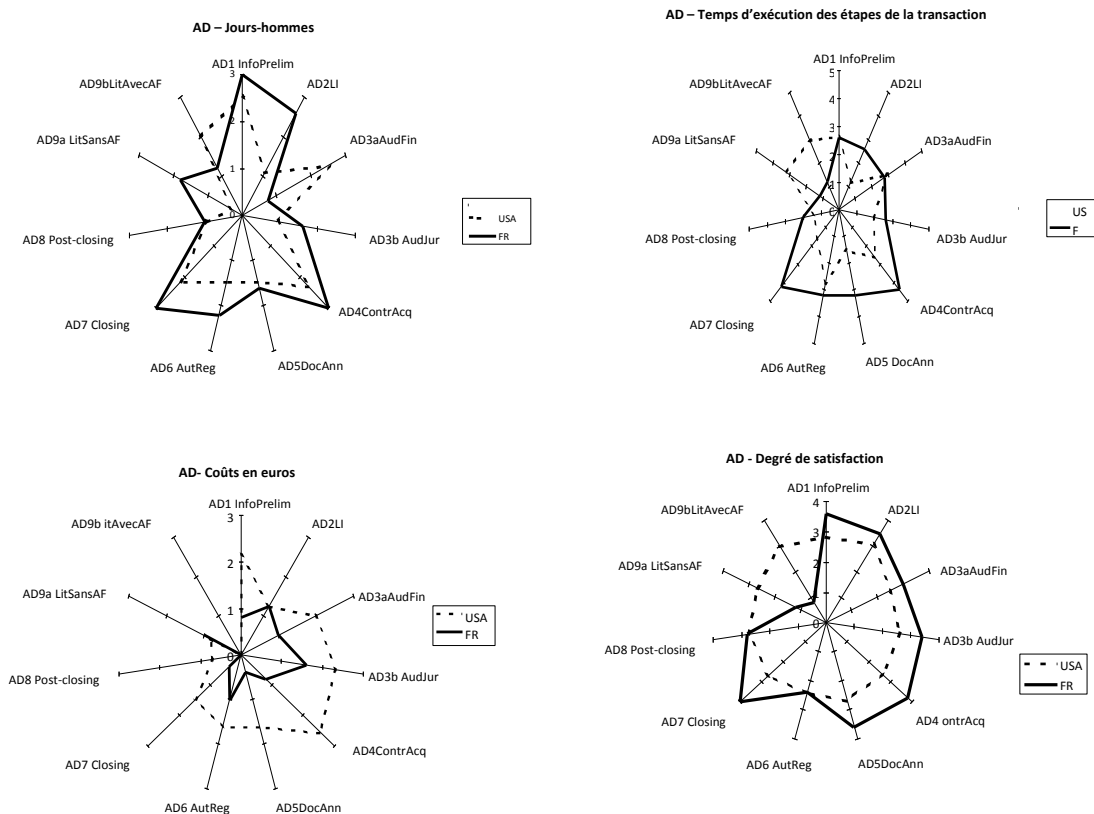 AD – Jours-hommes
AD1 InfoPrelim
AD2LI
AD3aAudFin
AD3b AudJur
AD4ContrAcq
AD5DocAnn
AD6 AutReg
AD7 Closing
AD8 Post-closing
AD9a LitSansAF
AD9bLitAvecAF
3
2
1
0
USA
FR
AD – Temps d'exécution des étapes de la transaction
AD1 InfoPrelim
AD2LI
AD3aAudFin
AD3b AudJur
AD4ContrAcq
AD5 DocAnn
AD6 AutReg
AD7 Closing
AD8 Post-closing
AD9a LitSansAF
AD9bLitAvecAF
5
4
3
2
1
0
US
F
AD- Coûts en euros
AD1 InfoPrelim
AD2LI
AD3aAudFin
AD3b AudJur
AD4ContrAcq
AD5DocAnn
AD6 AutReg
AD7 Closing
AD8 Post-closing
AD9a LitSansAF
AD9b itAvecAF
3
2
1
0
USA
FR
AD - Degré de satisfaction
AD1 InfoPrelim
AD2LI
AD3aAudFin
AD3b AudJur
AD4 ontrAcq
AD5DocAnn
AD6 AutReg
AD7 Closing
AD8 Post-closing
AD9a LitSansAF
AD9bLitAvecAF
4
3
2
1
0
USA
FR